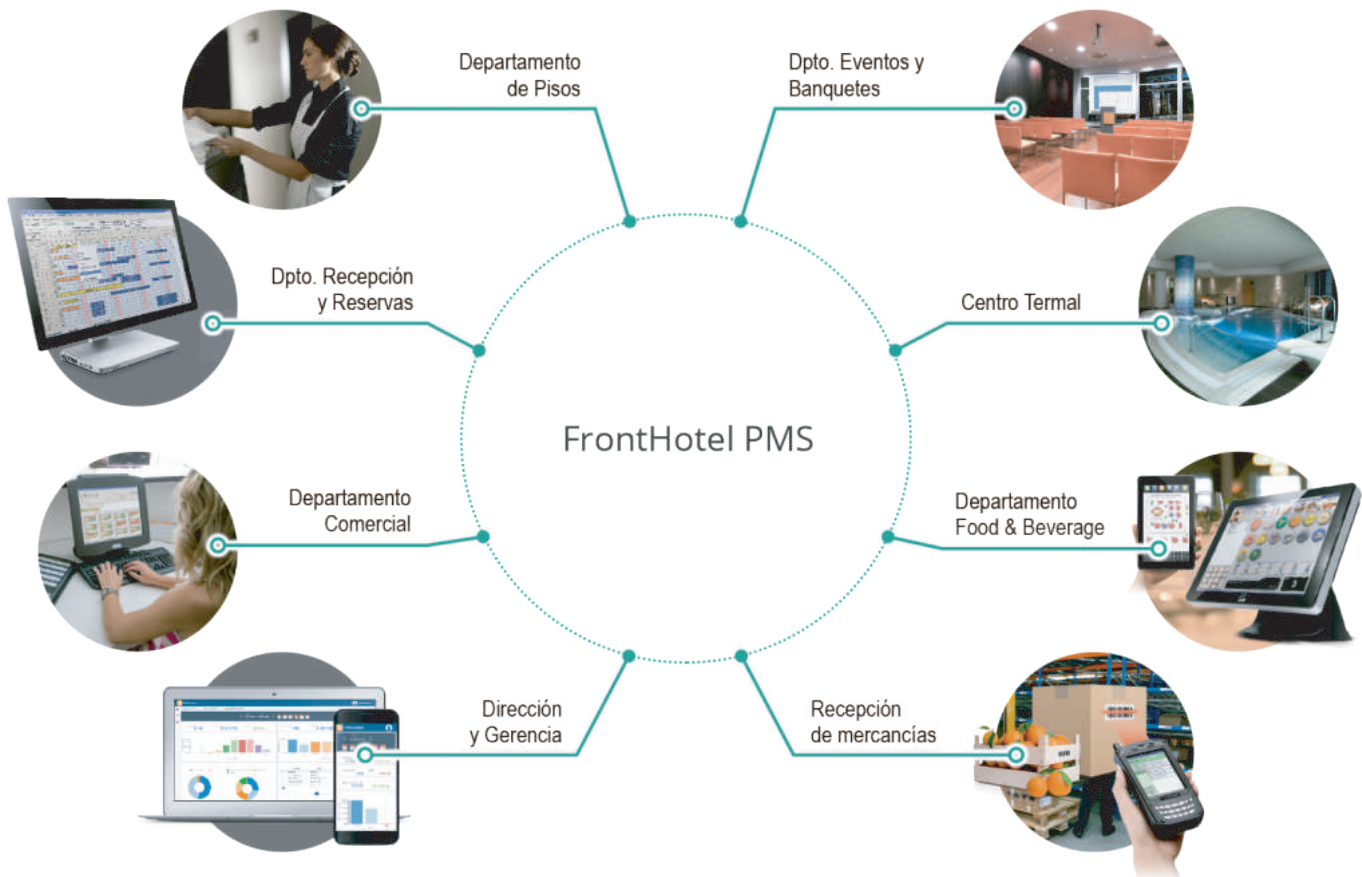 Departamento
de Pisos
Dpto. Eventos y
Banquetes
Dpto. Recepción
y Reservas
Centro Termal
FrontHotel PMS
Departamento
Comercial
Departamento
Food & Beverage
Dirección
y Gerencia
Recepción
de mercancías